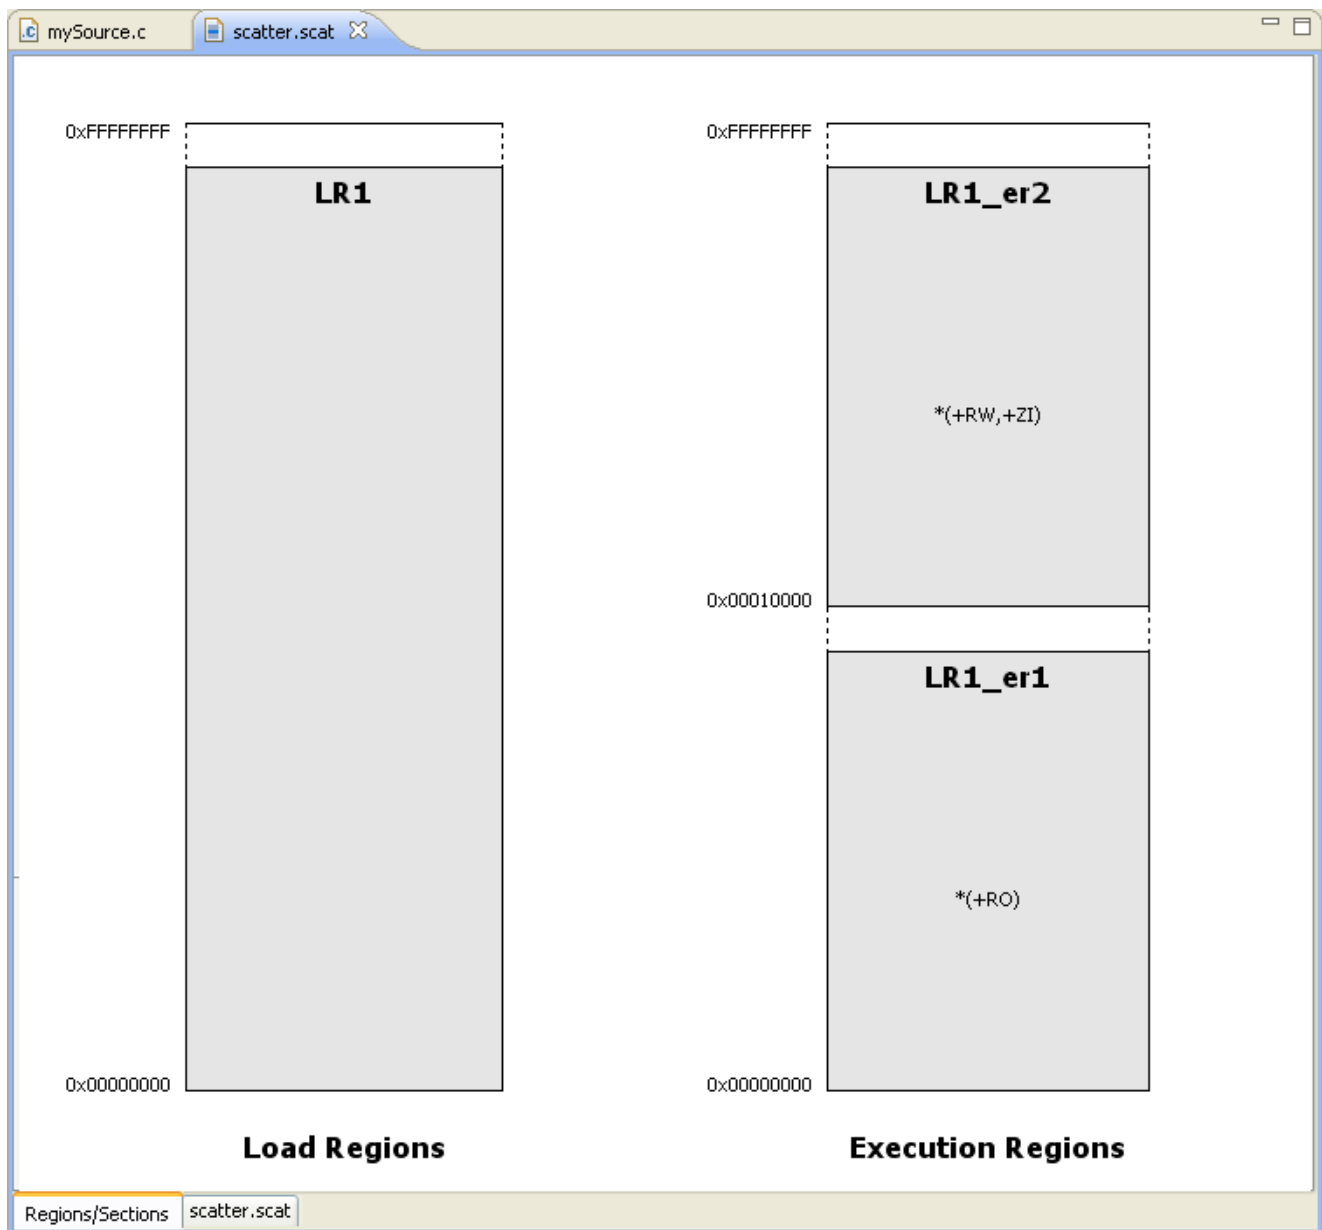 mySource.c
scatter.scat
0xFFFFFFFF
LR1
0x00000000
Load Regions
0xFFFFFFFF
LR1_er2
*(+RW,+ZI)
0x00010000
LR1_er1
*(+RO)
0x00000000
Execution Regions
Regions/Sections
scatter.scat